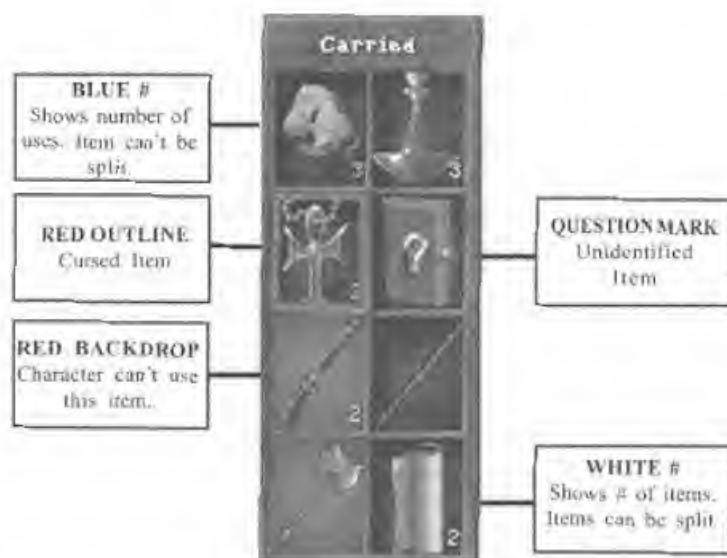 Carried
BLUE #
Shows number of
uses. Item can't be
split.
3
3
RED OUTLINE
Cursed Item
?
QUESTION MARK
Unidentified
Item
RED BACKDROP
Character can't use
this item.
2
WHITE #
Shows # of items.
Items can be split
2